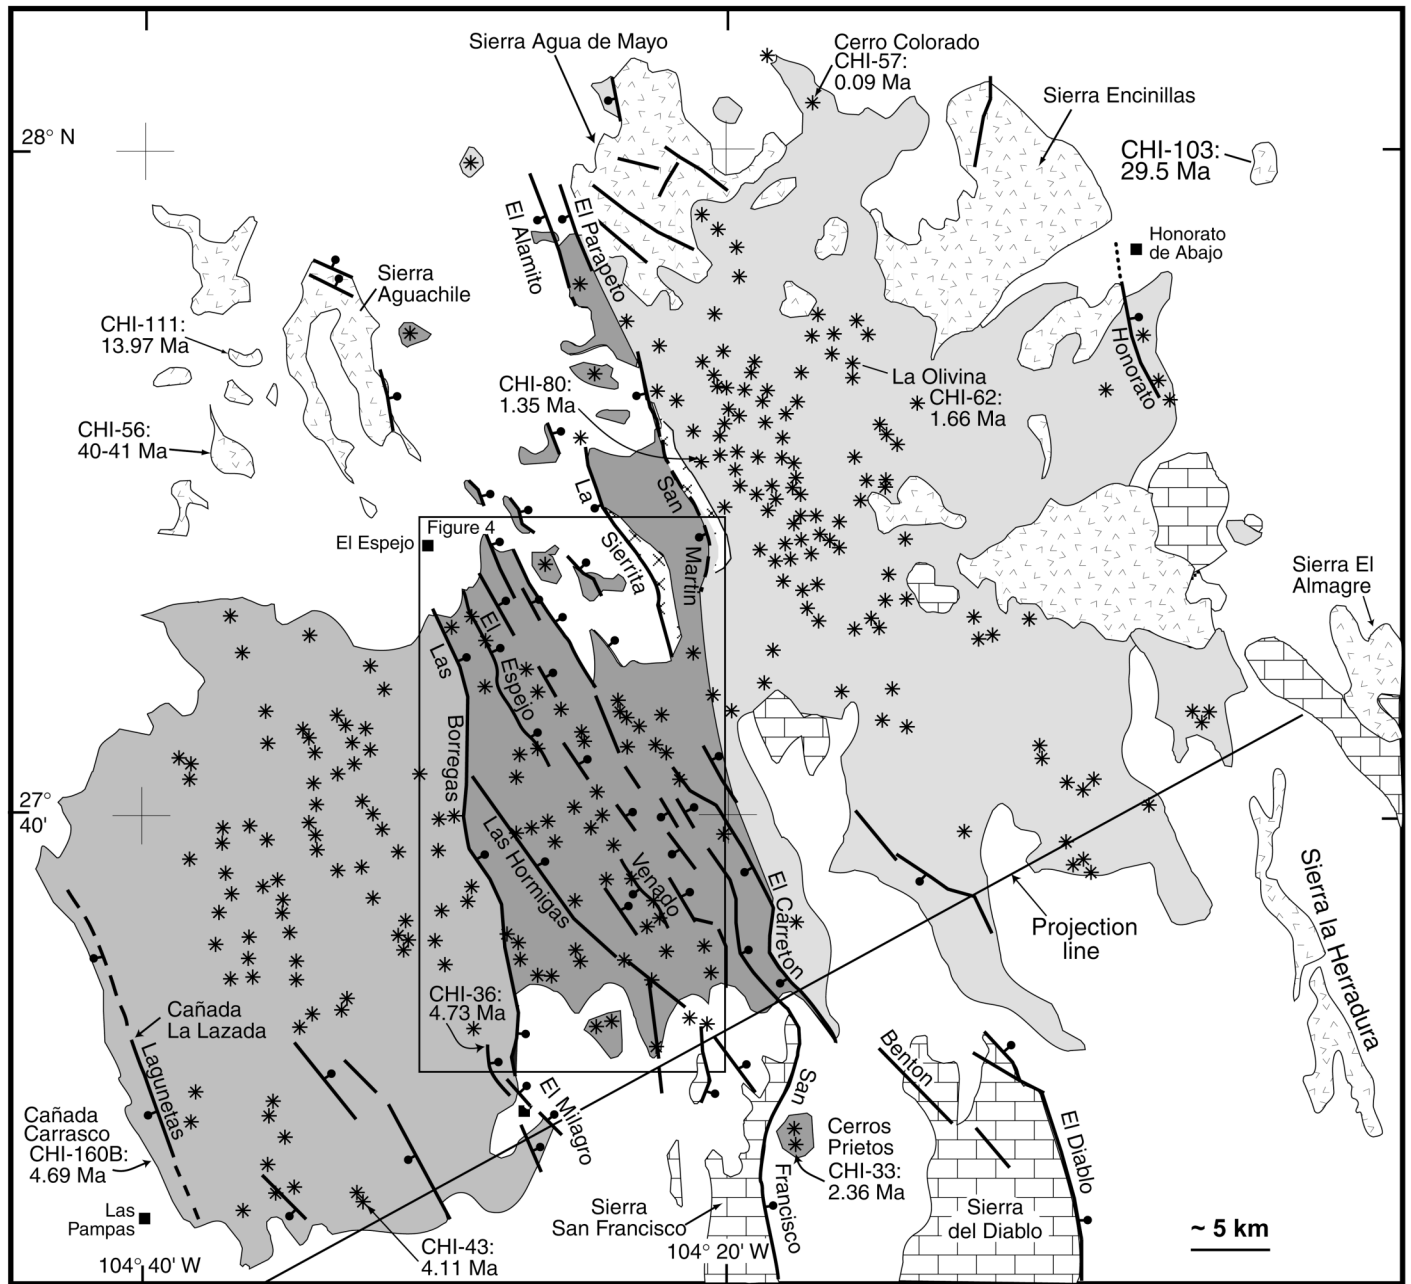 Sierra Agua de Mayo
Cerro Colorado
CHI-57:
0.09 Ma
Sierra Encinillas
28° N
CHI-103:
29.5 Ma
El Alamito
El Parapeto
Honorato
de Abajo
Sierra
Aguachile
CHI-111:
13.97 Ma
Honorato
La Olivina
CHI-80:
1.35 Ma
CHI-62:
1.66 Ma
CHI-56:
40-41 Ma
La Sierrita
San Martin
Figure 4
El Espejo
Sierra El
Almagre
Las Borregas
El Espejo
27°
40'
Las Hormigas
Venado
El Carreton
Projection
line
Sierra la Herradura
CHI-36:
4.73 Ma
Cañada
La Lazada
Lagunetas
El Milagro
Benton
San Francisco
El Diablo
Cañada
Carrasco
CHI-160B:
4.69 Ma
Cerros
Prietos
CHI-33:
2.36 Ma
Las
Pampas
Sierra
San Francisco
Sierra
del Diablo
~ 5 km
CHI-43:
4.11 Ma
104° 40' W
104° 20' W